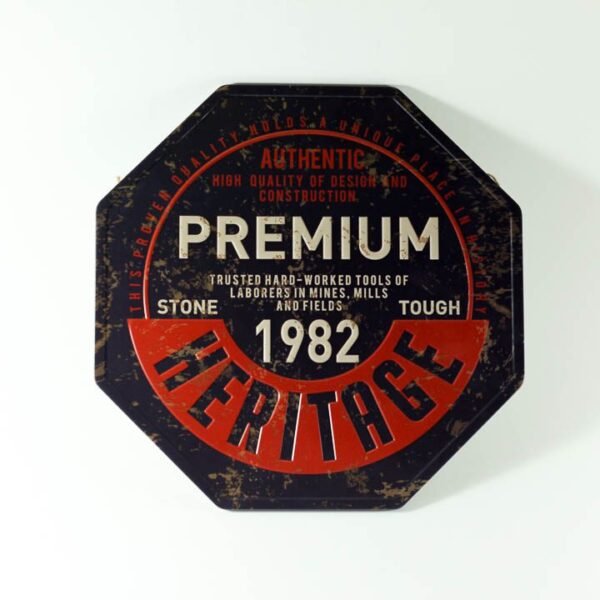 THIS PROVEN QUALITY HOLDS A UNIQUE PLACE IN HISTORY
AUTHENTIC
HIGH QUALITY OF DESIGN AND
CONSTRUCTION
PREMIUM
TRUSTED HARD-WORKED TOOLS OF
LABORERS IN MINES, MILLS
AND FIELDS
STONE TOUGH
1982
HERITAGE